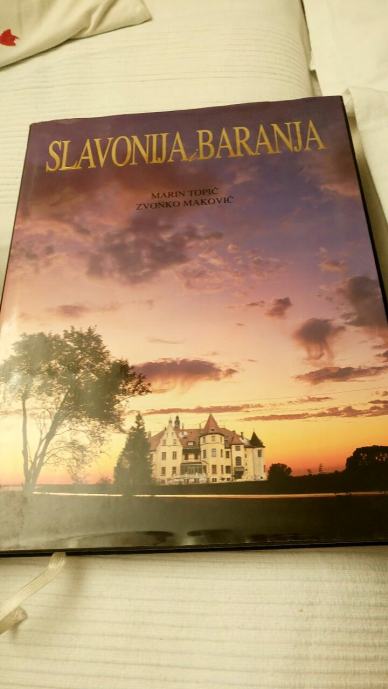 SLAVONIJA, BARANJA
MARIN TOPIĆ
ZVONKO MAKOVIĆ